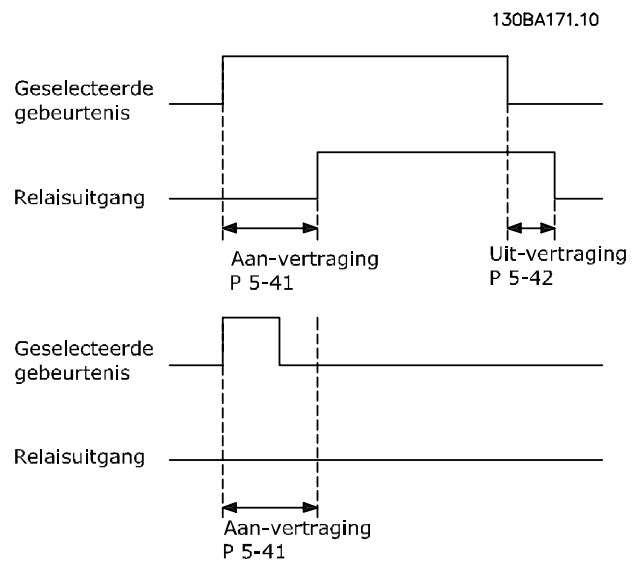 130BA171.10
Geselecteerde
gebeurtenis
Relaisuitgang
Aan-vertraging
P 5-41
Uit-vertraging
P 5-42
Geselecteerde
gebeurtenis
Relaisuitgang
Aan-vertraging
P 5-41